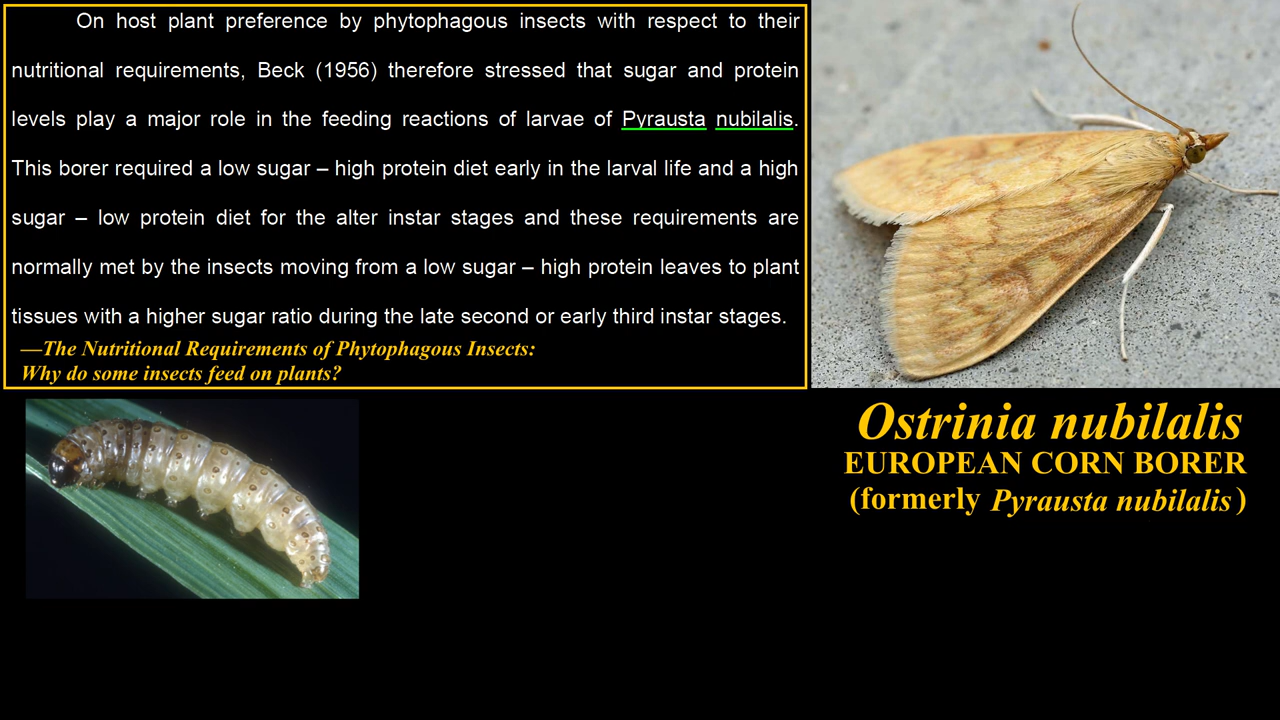 On host plant preference by phytophagous insects with respect to their
nutritional requirements, Beck (1956) therefore stressed that sugar and protein
levels play a major role in the feeding reactions of larvae of Pyrausta nubilalis.
This borer required a low sugar – high protein diet early in the larval life and a high
sugar – low protein diet for the alter instar stages and these requirements are
normally met by the insects moving from a low sugar – high protein leaves to plant
tissues with a higher sugar ratio during the late second or early third instar stages.
—The Nutritional Requirements of Phytophagous Insects:
Why do some insects feed on plants?
Ostrinia nubilalis
EUROPEAN CORN BORER
(formerly Pyrausta nubilalis)